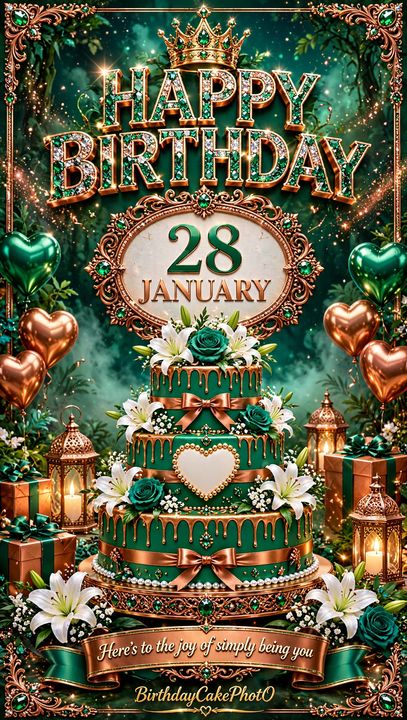 HAPPY
BIRTHDAY
28
JANUARY
Here's to the joy of simply being you
BirthdayCakePhotO